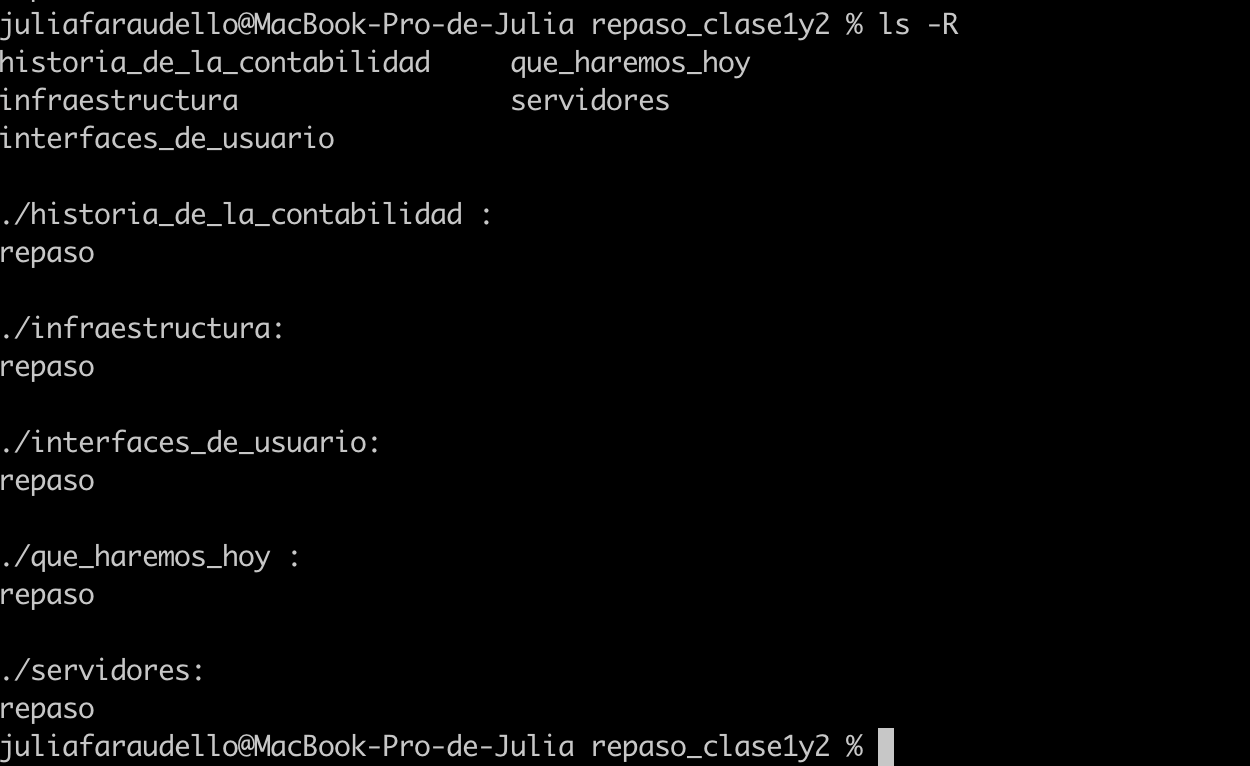 juliafaraudello@MacBook-Pro-de-Julia repaso_clase1y2 % ls -R
historia_de_la_contabilidad     que_haremos_hoy
infraestructura                 servidores
interfaces_de_usuario

./historia_de_la_contabilidad :
repaso

./infraestructura:
repaso

./interfaces_de_usuario:
repaso

./que_haremos_hoy :
repaso

./servidores:
repaso
juliafaraudello@MacBook-Pro-de-Julia repaso_clase1y2 %